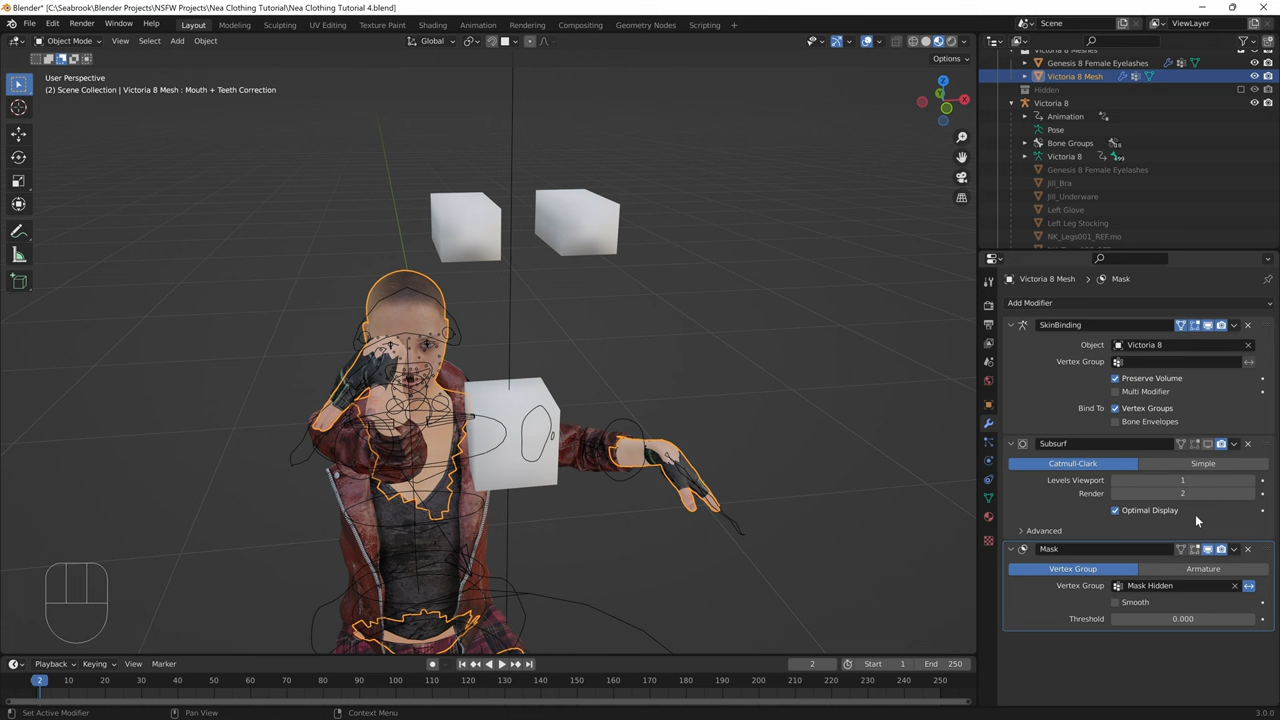 Blender* [C:\Seabrook\Blender Projects\NSFW Projects\Nea Clothing Tutorial\Nea Clothing Tutorial 4.blend]
File Edit Render Window Help Layout Modeling Sculpting UV Editing Texture Paint Shading Animation Rendering Compositing Geometry Nodes Scripting + Scene ViewLayer
Object Mode View Select Add Object Global
Options
User Perspective
(2) Scene Collection | Victoria 8 Mesh : Mouth + Teeth Correction
Z
Y
X
Victoria 8 Meshes
Genesis 8 Female Eyelashes
Victoria 8 Mesh
Hidden
Victoria 8
Animation
Pose
Bone Groups
Victoria 8
Genesis 8 Female Eyelashes
Jill_Bra
Jill_Underware
Left Glove
Left Leg Stocking
NK_Legs001_REF.mo
Victoria 8 Mesh > Mask
Add Modifier
SkinBinding
Object Victoria 8
Vertex Group
Preserve Volume
Multi Modifier
Bind To Vertex Groups
Bone Envelopes
Subsurf
Catmull-Clark Simple
Levels Viewport 1
Render 2
Optimal Display
Advanced
Mask
Vertex Group Armature
Vertex Group Mask Hidden
Smooth
Threshold 0.000
Playback Keying View Marker 2 Start 1 End 250
2 10 20 30 40 50 60 70 80 90 100 110 120 130 140 150 160 170 180 190 200 210 220 230 240 250
Set Active Modifier Pan View Context Menu 3.0.0